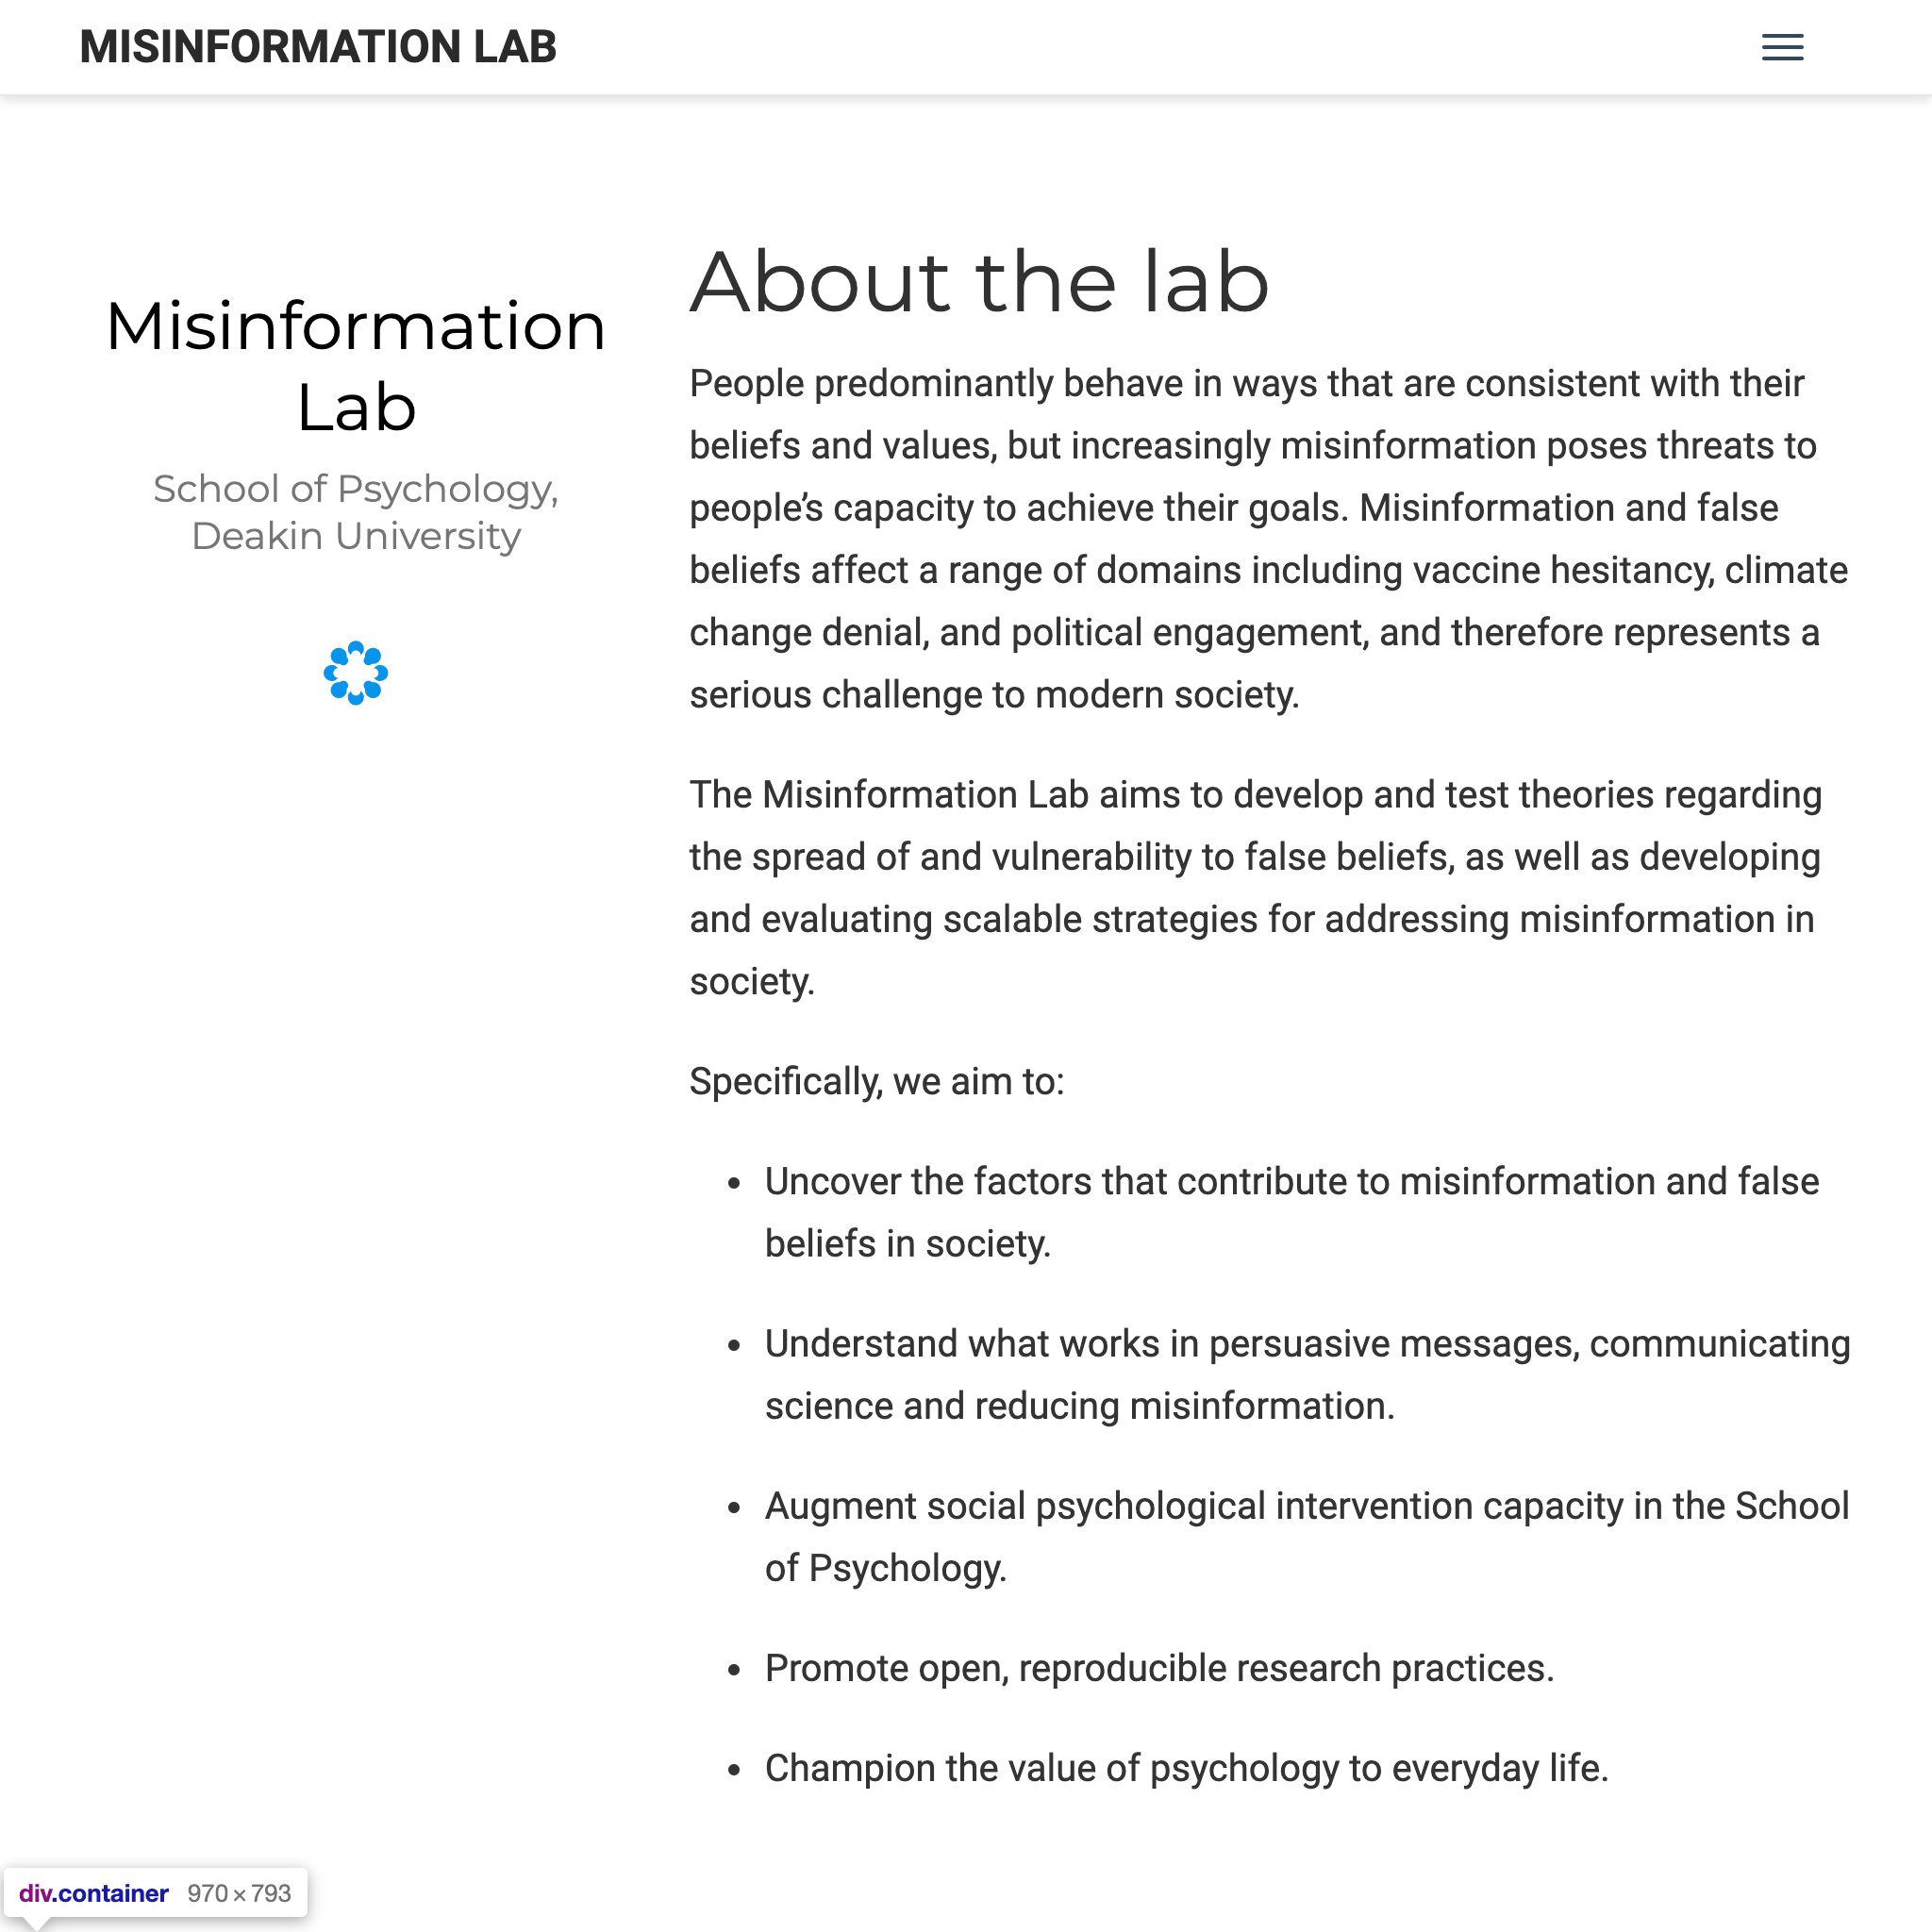 MISINFORMATION LAB
Misinformation
Lab
School of Psychology,
Deakin University
About the lab
People predominantly behave in ways that are consistent with their
beliefs and values, but increasingly misinformation poses threats to
people’s capacity to achieve their goals. Misinformation and false
beliefs affect a range of domains including vaccine hesitancy, climate
change denial, and political engagement, and therefore represents a
serious challenge to modern society.
The Misinformation Lab aims to develop and test theories regarding
the spread of and vulnerability to false beliefs, as well as developing
and evaluating scalable strategies for addressing misinformation in
society.
Specifically, we aim to:
• Uncover the factors that contribute to misinformation and false
beliefs in society.
• Understand what works in persuasive messages, communicating
science and reducing misinformation.
• Augment social psychological intervention capacity in the School
of Psychology.
• Promote open, reproducible research practices.
• Champion the value of psychology to everyday life.
div.container 970×793